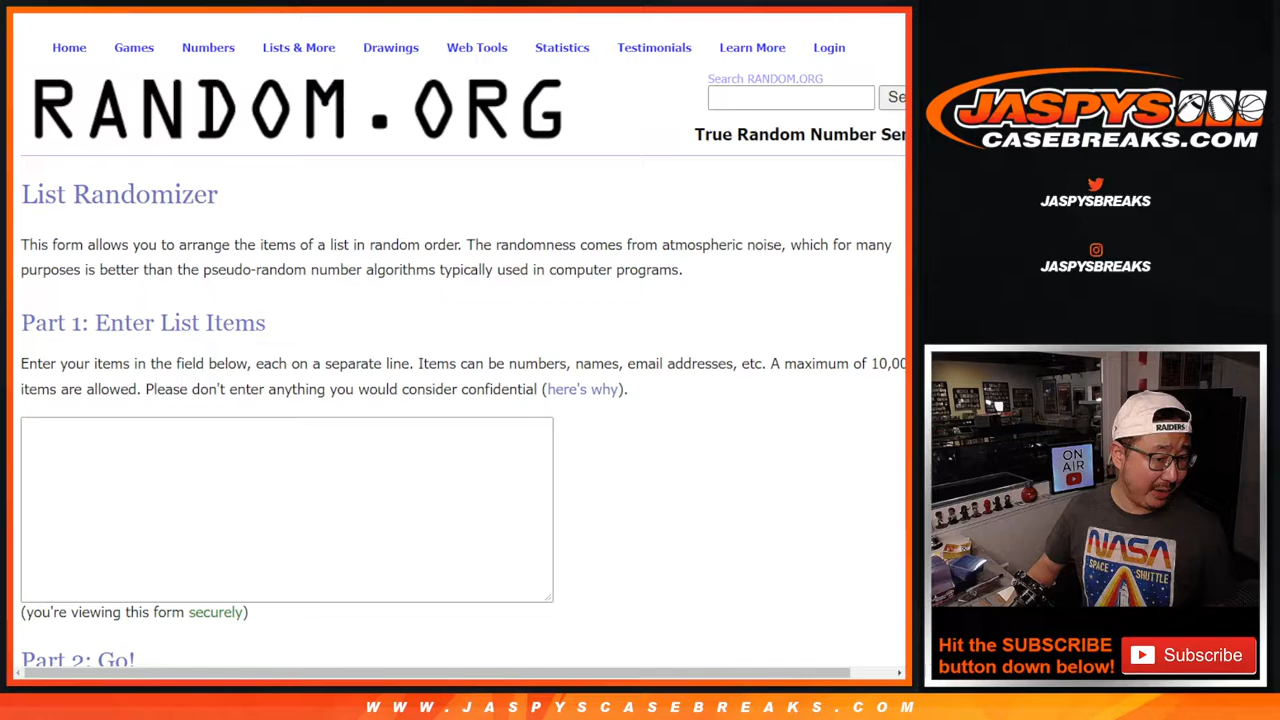 Home Games Numbers Lists & More Drawings Web Tools Statistics Testimonials Learn More Login
RANDOM.ORG
Search RANDOM.ORG
Se
True Random Number Ser
List Randomizer
This form allows you to arrange the items of a list in random order. The randomness comes from atmospheric noise, which for many
purposes is better than the pseudo-random number algorithms typically used in computer programs.
Part 1: Enter List Items
Enter your items in the field below, each on a separate line. Items can be numbers, names, email addresses, etc. A maximum of 10,00
items are allowed. Please don't enter anything you would consider confidential (here's why).
(you're viewing this form securely)
Part 2: Go!
JASPYS
CASEBREAKS.COM
JASPYSBREAKS
JASPYSBREAKS
RAIDERS
ON
AIR
NASA
SPACE SHUTTLE
Hit the SUBSCRIBE
button down below!
Subscribe
WWW.JASPYSCASEBREAKS.COM